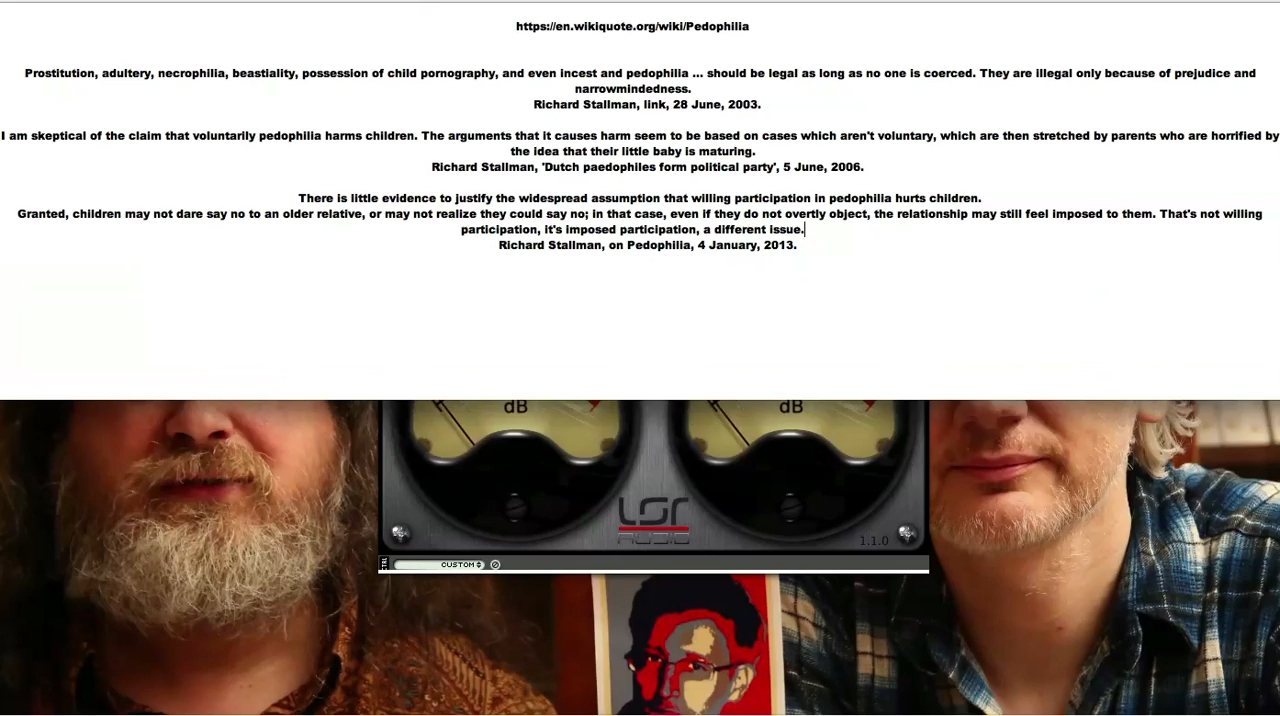 https://en.wikiquote.org/wiki/Pedophilia
Prostitution, adultery, necrophilia, beastiality, possession of child pornography, and even incest and pedophilia ... should be legal as long as no one is coerced. They are illegal only because of prejudice and
narrowmindedness.
Richard Stallman, link, 28 June, 2003.
I am skeptical of the claim that voluntarily pedophilia harms children. The arguments that it causes harm seem to be based on cases which aren't voluntary, which are then stretched by parents who are horrified by
the idea that their little baby is maturing.
Richard Stallman, 'Dutch paedophiles form political party', 5 June, 2006.
There is little evidence to justify the widespread assumption that willing participation in pedophilia hurts children.
Granted, children may not dare say no to an older relative, or may not realize they could say no; in that case, even if they do not overtly object, the relationship may still feel imposed to them. That's not willing
participation, it's imposed participation, a different issue.
Richard Stallman, on Pedophilia, 4 January, 2013.
dB dB
LSR
AUDIO
1.1.0
CTRL CUSTOM